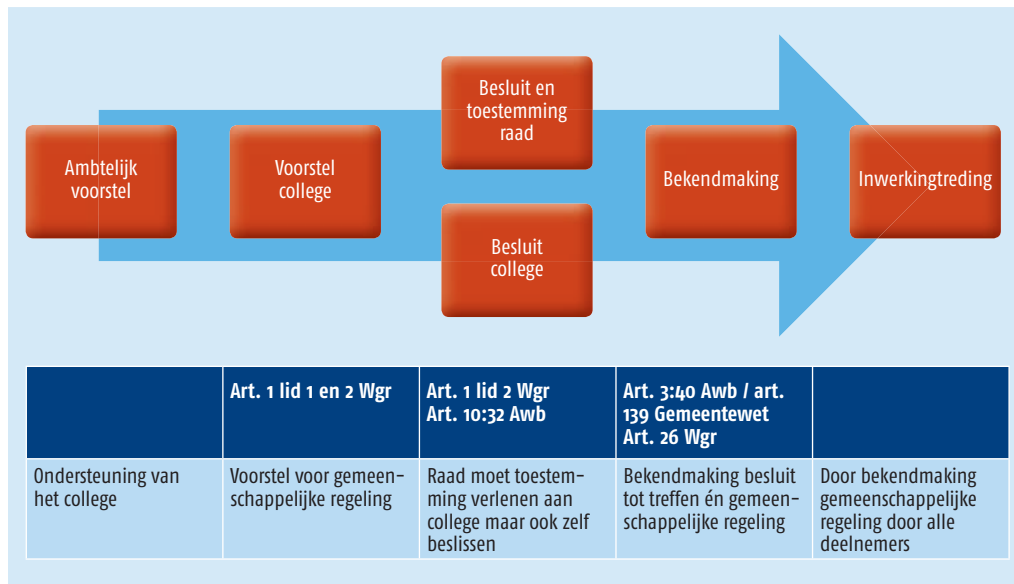 Ambtelijk
voorstel
Voorstel
college
Besluit en
toestemming
raad
Besluit
college
Bekendmaking
Inwerkingtreding
Art. 1 lid 1 en 2 Wgr
Art. 1 lid 2 Wgr
Art. 10:32 Awb
Art. 3:40 Awb / art.
139 Gemeentewet
Art. 26 Wgr
Ondersteuning van
het college
Voorstel voor gemeen-
schappelijke regeling
Raad moet toestem-
ming verlenen aan
college maar ook zelf
beslissen
Bekendmaking besluit
tot treffen én gemeen-
schappelijke regeling
Door bekendmaking
gemeenschappelijke
regeling door alle
deelnemers